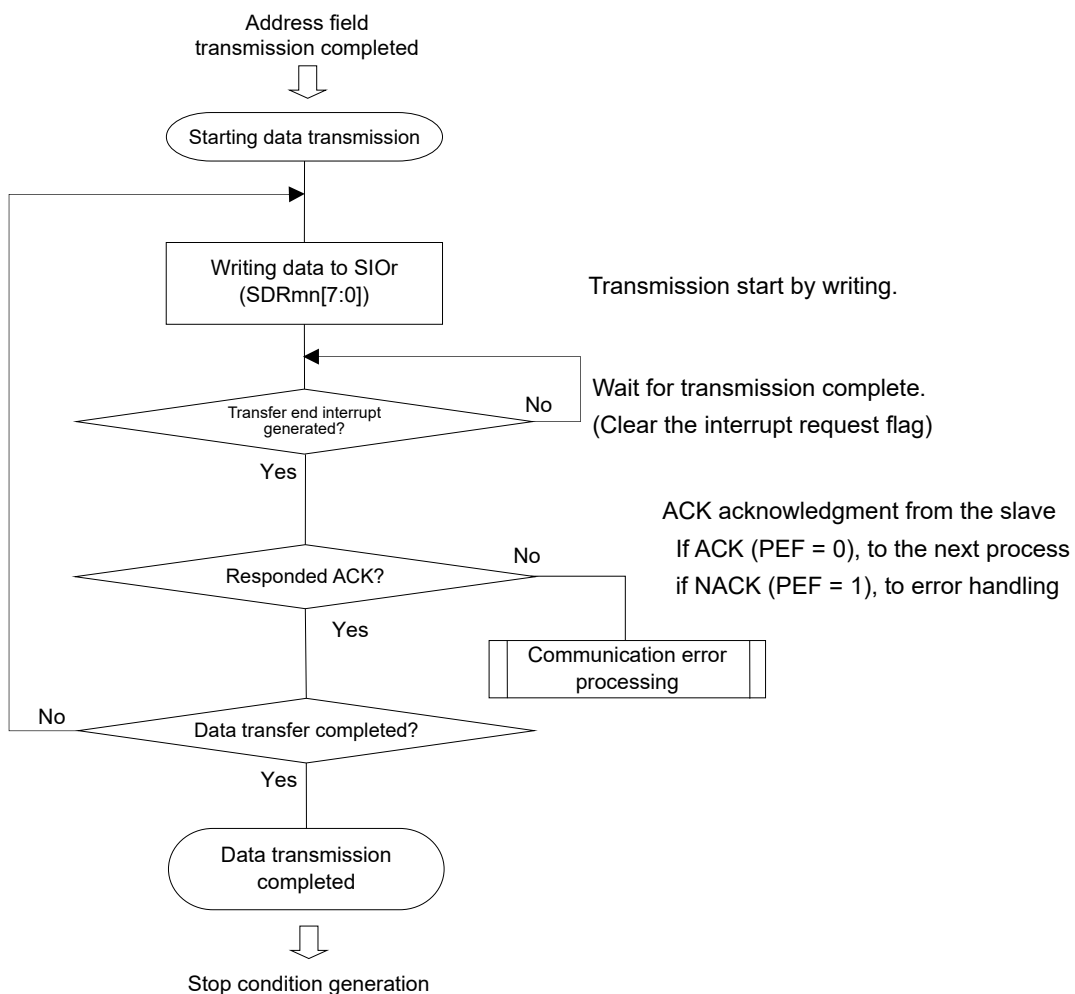 Address field
transmission completed
Starting data transmission
Writing data to SIOr
(SDRmn[7:0])
Transmission start by writing.
Transfer end interrupt
generated?
No
Wait for transmission complete.
(Clear the interrupt request flag)
Yes
Responded ACK?
No
ACK acknowledgment from the slave
If ACK (PEF = 0), to the next process
if NACK (PEF = 1), to error handling
Yes
Communication error
processing
Data transfer completed?
No
Yes
Data transmission
completed
Stop condition generation